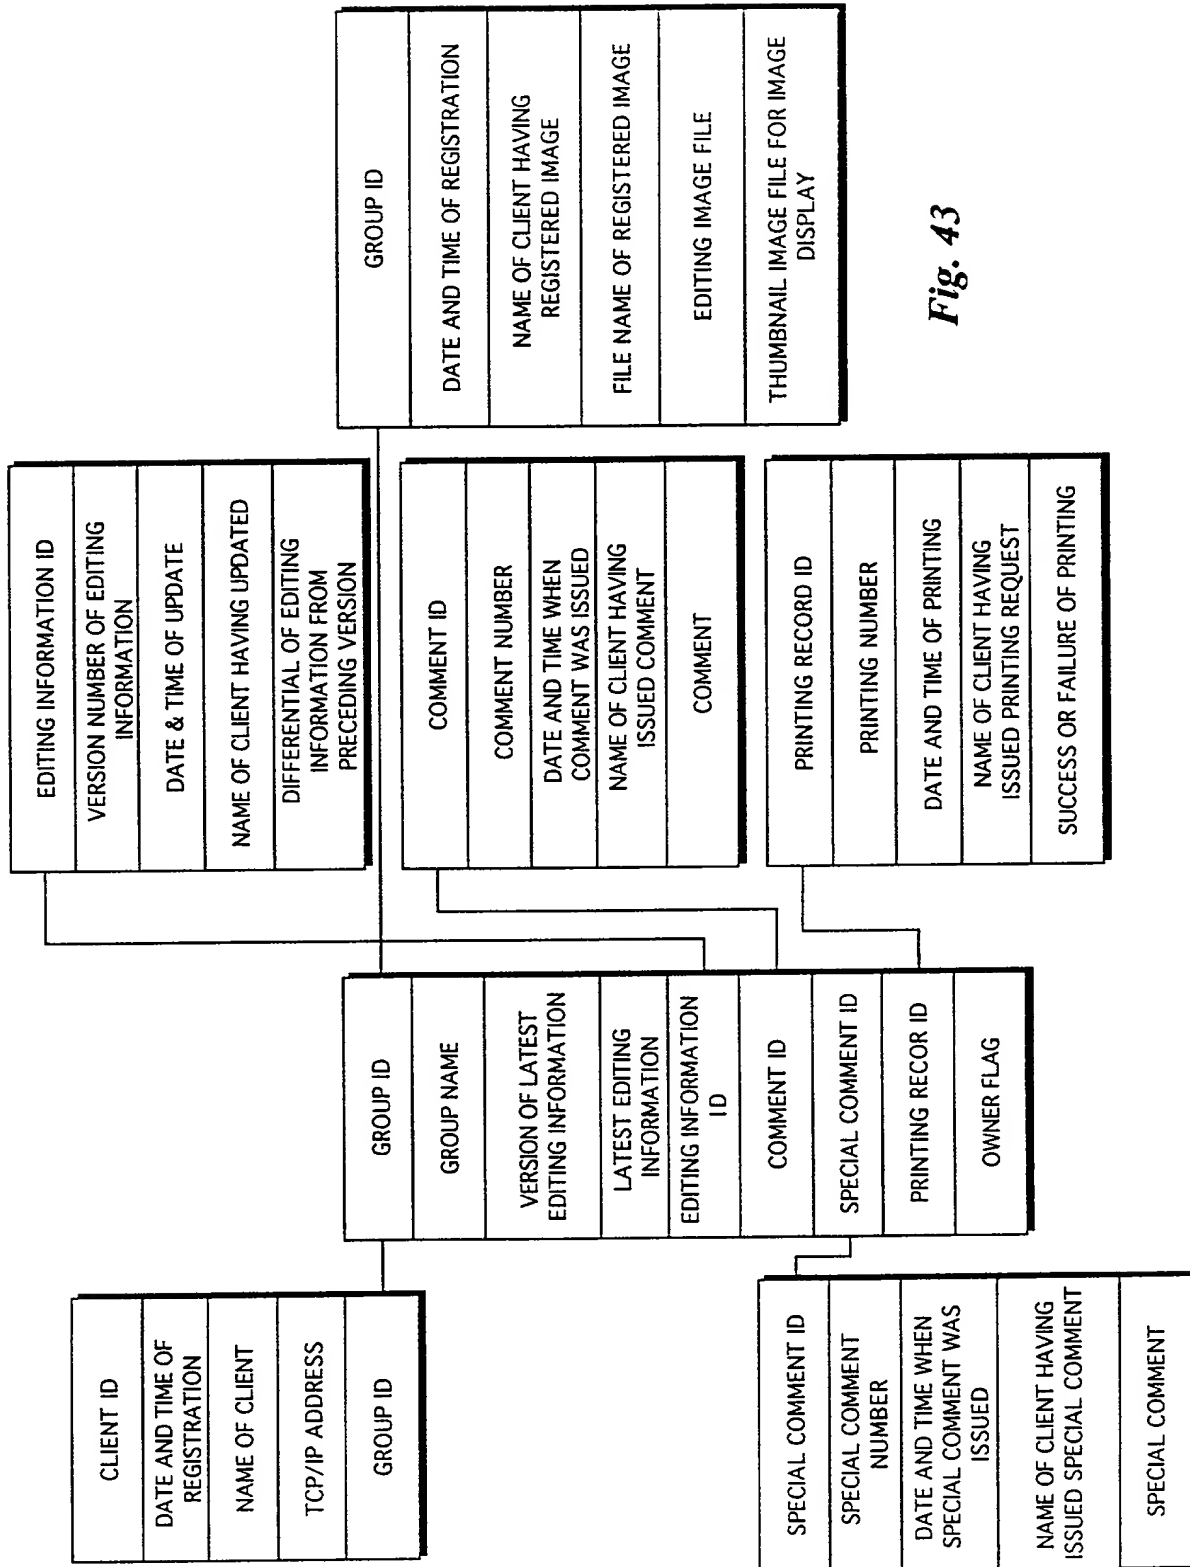 CLIENT ID
DATE AND TIME OF
REGISTRATION
NAME OF CLIENT
TCP/IP ADDRESS
GROUP ID
SPECIAL COMMENT ID
SPECIAL COMMENT
NUMBER
DATE AND TIME WHEN
SPECIAL COMMENT WAS
ISSUED
NAME OF CLIENT HAVING
ISSUED SPECIAL COMMENT
SPECIAL COMMENT
GROUP ID
GROUP NAME
VERSION OF LATEST
EDITING INFORMATION
LATEST EDITING
INFORMATION
EDITING INFORMATION
ID
COMMENT ID
SPECIAL COMMENT ID
PRINTING RECOR ID
OWNER FLAG
EDITING INFORMATION ID
VERSION NUMBER OF EDITING
INFORMATION
DATE & TIME OF UPDATE
NAME OF CLIENT HAVING UPDATED
DIFFERENTIAL OF EDITING
INFORMATION FROM
PRECEDING VERSION
COMMENT ID
COMMENT NUMBER
DATE AND TIME WHEN
COMMENT WAS ISSUED
NAME OF CLIENT HAVING
ISSUED COMMENT
COMMENT
PRINTING RECORD ID
PRINTING NUMBER
DATE AND TIME OF PRINTING
NAME OF CLIENT HAVING
ISSUED PRINTING REQUEST
SUCCESS OR FAILURE OF PRINTING
GROUP ID
DATE AND TIME OF REGISTRATION
NAME OF CLIENT HAVING
REGISTERED IMAGE
FILE NAME OF REGISTERED IMAGE
EDITING IMAGE FILE
THUMBNAIL IMAGE FILE FOR IMAGE
DISPLAY
Fig. 43